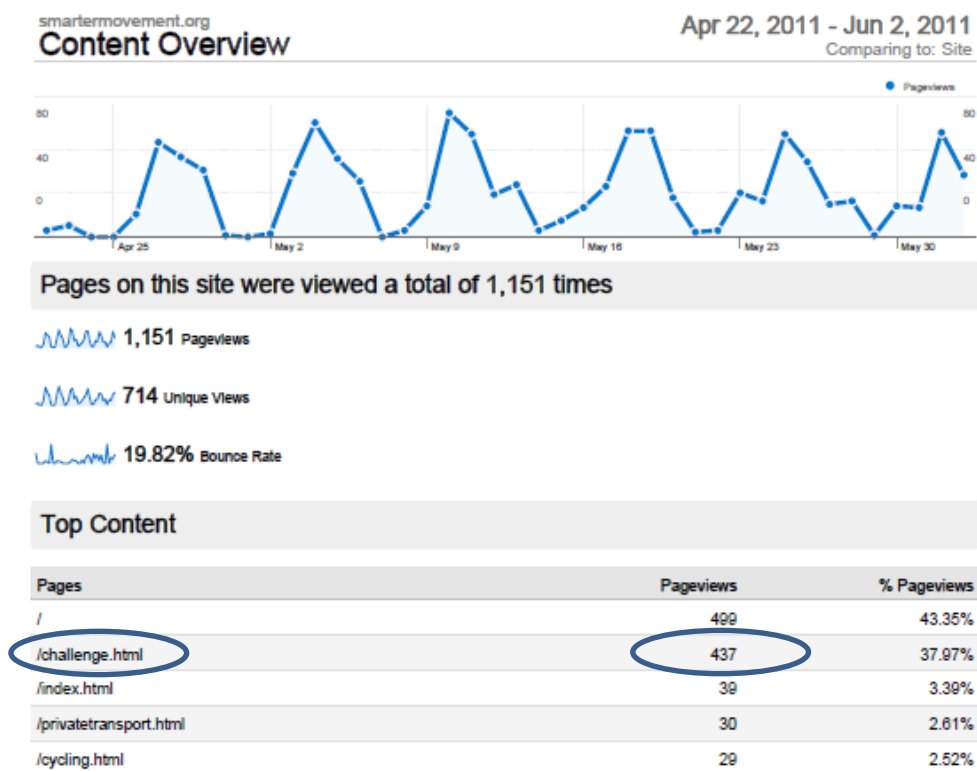 smartermovement.org
Content Overview
Apr 22, 2011 - Jun 2, 2011
Comparing to: Site
Pageviews
80 80
40 40
0 0
Apr 25 May 2 May 9 May 16 May 23 May 30
Pages on this site were viewed a total of 1,151 times
1,151 Pageviews
714 Unique Views
19.82% Bounce Rate
Top Content
Pages Pageviews % Pageviews
/ 499 43.35%
/challenge.html 437 37.97%
/index.html 39 3.39%
/privatetransport.html 30 2.61%
/cycling.html 29 2.52%